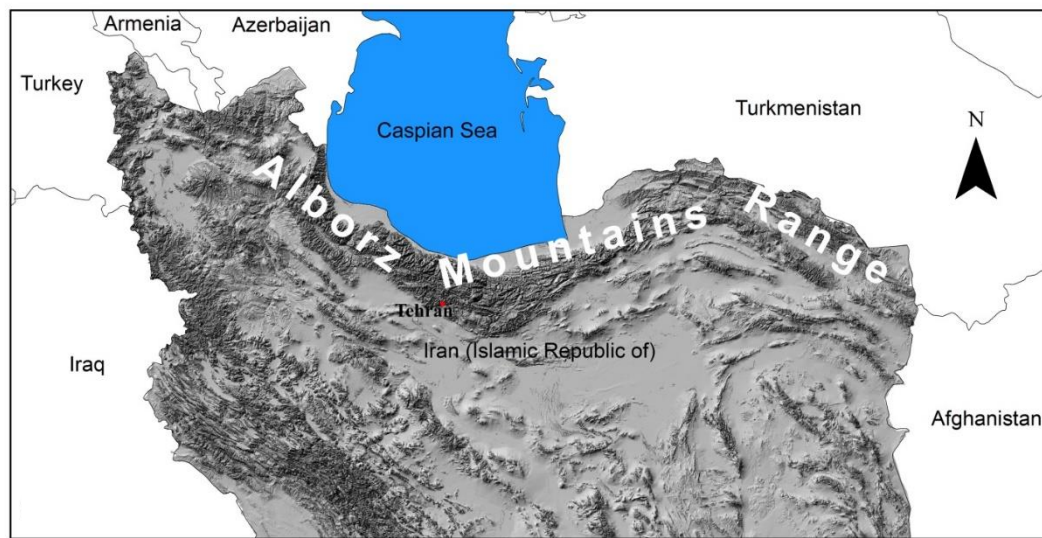 Armenia
Azerbaijan
Turkey
Turkmenistan
Caspian Sea
N
Alborz Mountains Range
Tehran
Iran (Islamic Republic of)
Iraq
Afghanistan